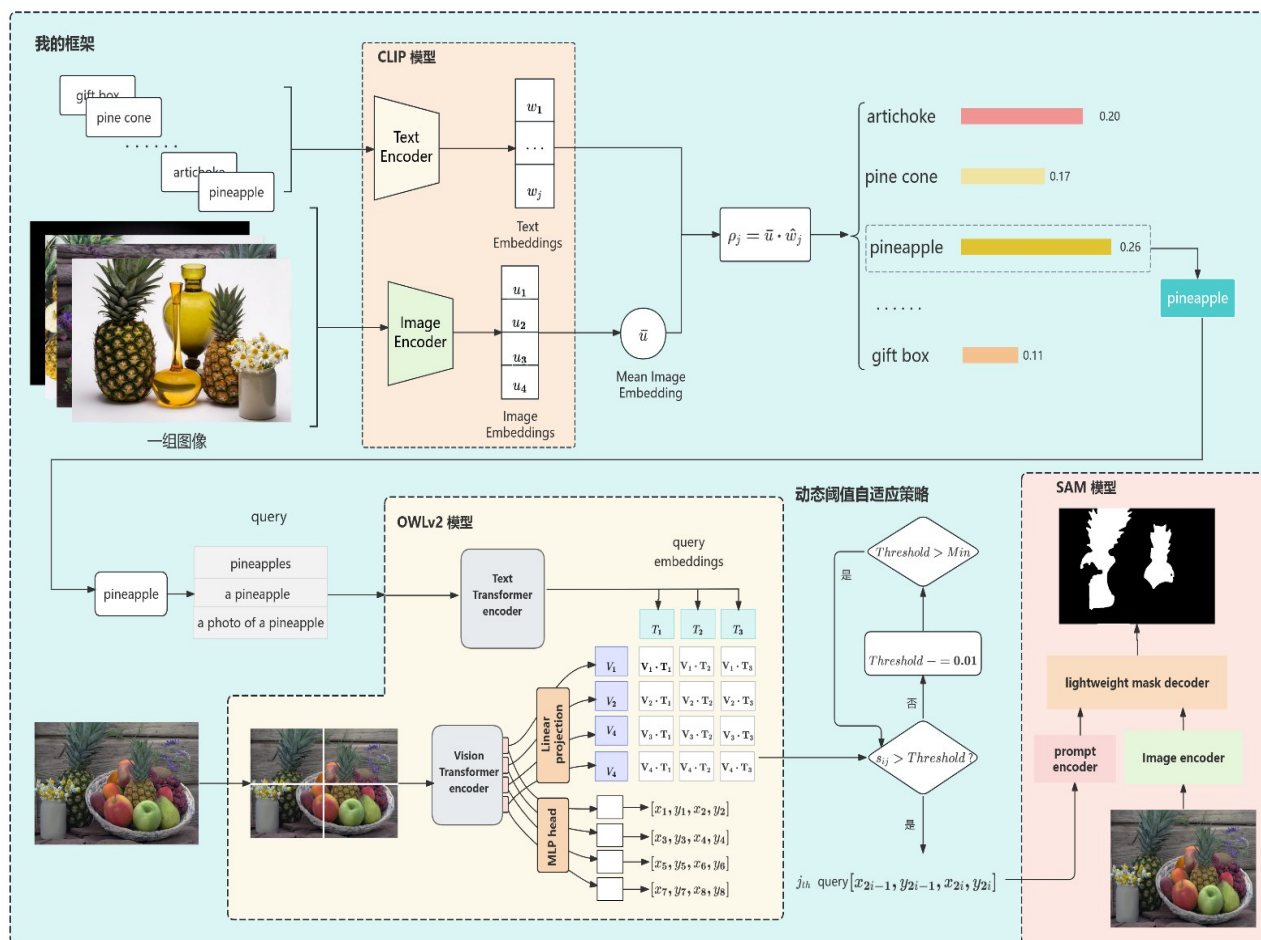 我的框架
gift box
pine cone
......
artichoke
pineapple
一组图像
CLIP 模型
Text
Encoder
w₁
...
wⱼ
Text
Embeddings
Image
Encoder
u₁
u₂
u₃
u₄
Image
Embeddings
ū
Mean Image
Embedding
ρⱼ = ū · ŵⱼ
artichoke 0.20
pine cone 0.17
pineapple 0.26
......
gift box 0.11
pineapple
query
pineapple
pineapples
a pineapple
a photo of a pineapple
OWLv2 模型
Text
Transformer
encoder
query
embeddings
T₁ T₂ T₃
V₁ V₁·T₁ V₁·T₂ V₁·T₃
V₂ V₂·T₁ V₂·T₂ V₂·T₃
V₄ V₃·T₁ V₃·T₂ V₃·T₃
V₄ V₄·T₁ V₄·T₂ V₄·T₃
Vision
Transformer
encoder
Linear
projection
MLP head
[x₁, y₁, x₂, y₂]
[x₃, y₃, x₄, y₄]
[x₅, y₅, x₆, y₆]
[x₇, y₇, x₈, y₈]
动态阈值自适应策略
Threshold > Min
是
Threshold − = 0.01
否
sᵢⱼ > Threshold?
是
jₜₕ query[x₂ᵢ₋₁, y₂ᵢ₋₁, x₂ᵢ, y₂ᵢ]
SAM 模型
lightweight mask decoder
prompt
encoder
Image encoder